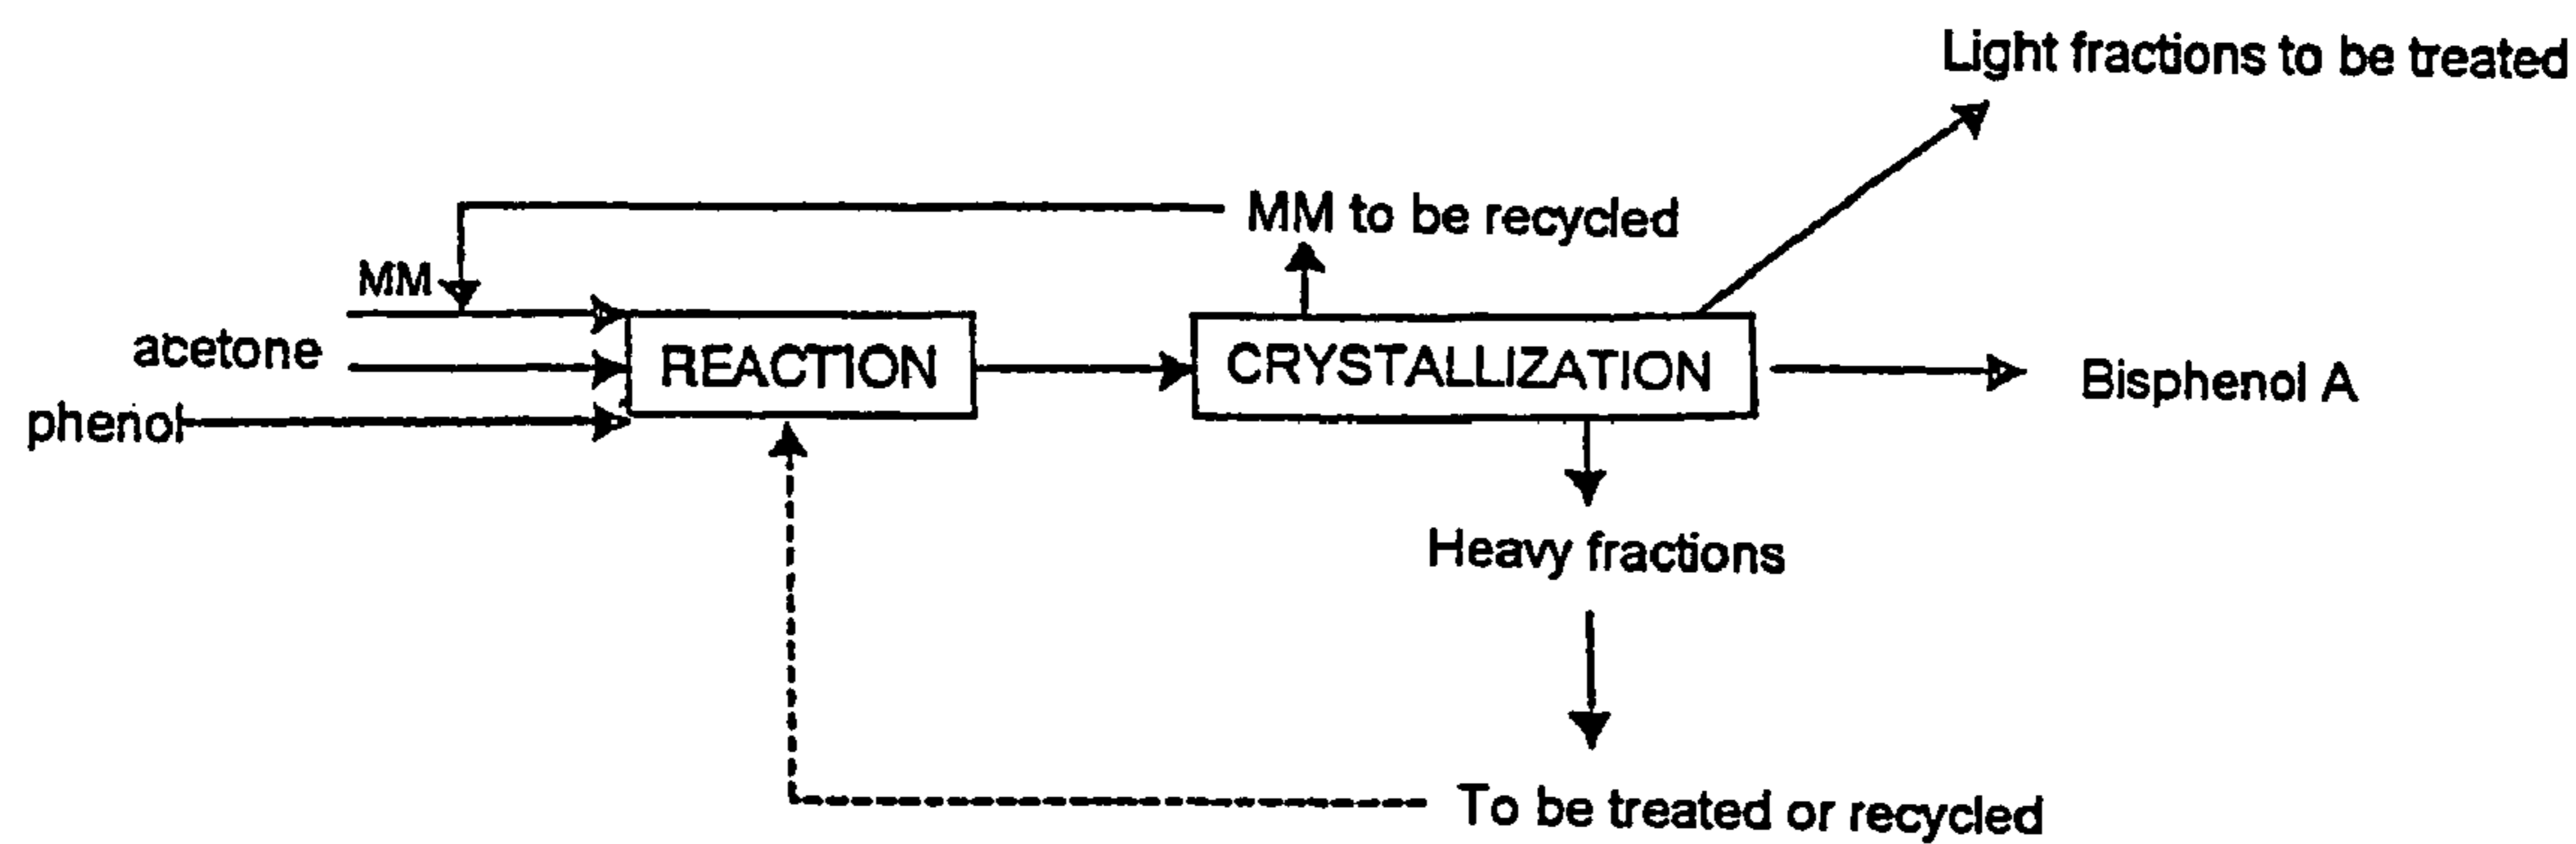 Light fractions to be treated
MM to be recycled
MM
acetone
REACTION
CRYSTALLIZATION
Bisphenol A
phenol
Heavy fractions
To be treated or recycled